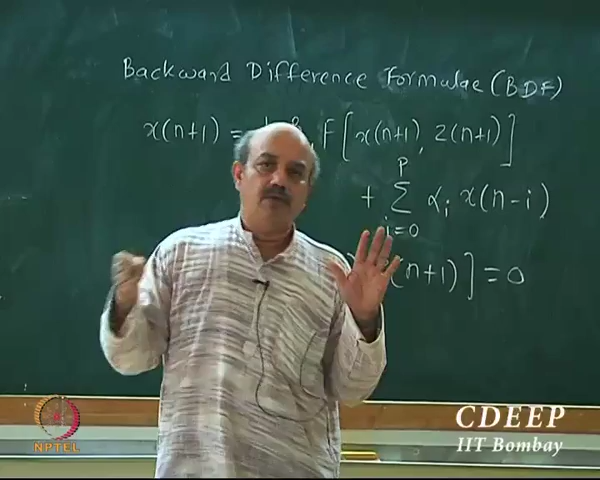 Backward Difference Formulae (BDF)
x(n+1) = F[x(n+1), z(n+1)]
+ Σ αᵢ x(n-i)
P
i=0
(n+1)] = 0
CDEEP
IIT Bombay
NPTEL